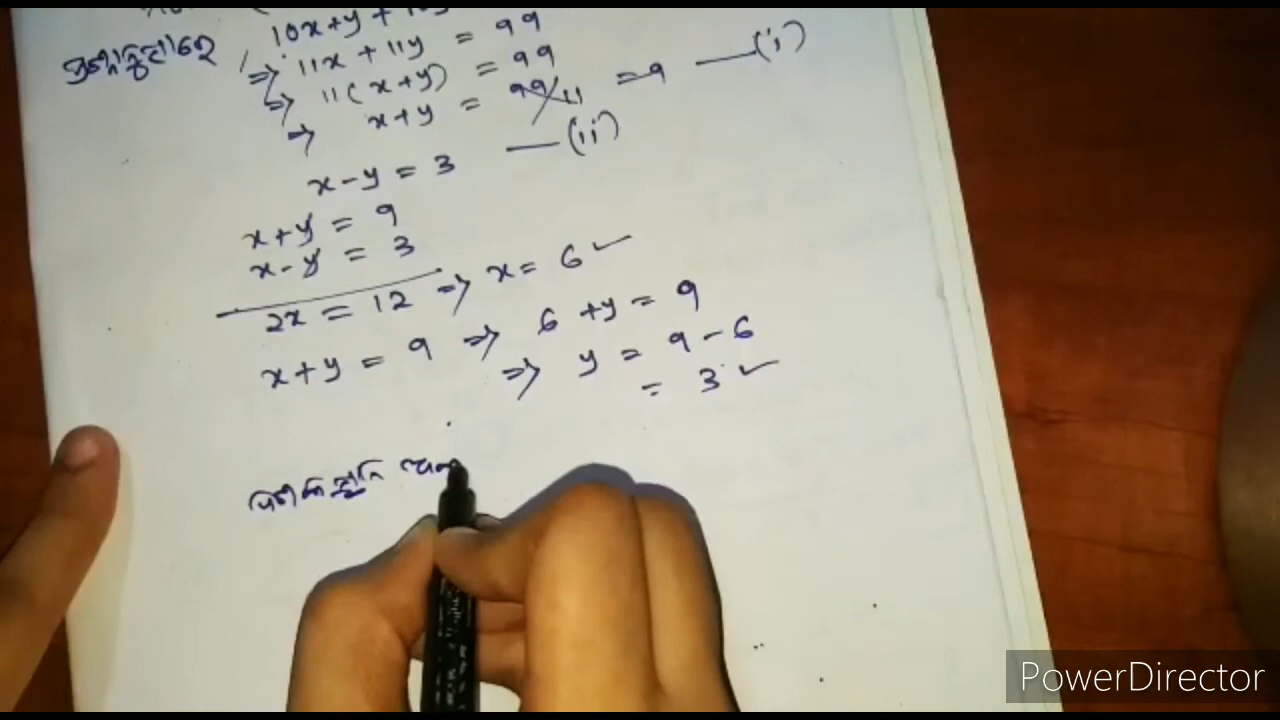 10x+y +
ପ୍ରଶ୍ନାନୁସାରେ, ⇒ 11x + 11y = 99
⇒ 11(x+y) = 99
⇒ x+y = 99/11 = 9 —(i)
x-y = 3 —(ii)
x+y = 9
x-y = 3
2x = 12 ⇒ x = 6 ✓
x+y = 9 ⇒ 6 +y = 9
⇒ y = 9-6
= 3 ✓
PowerDirector